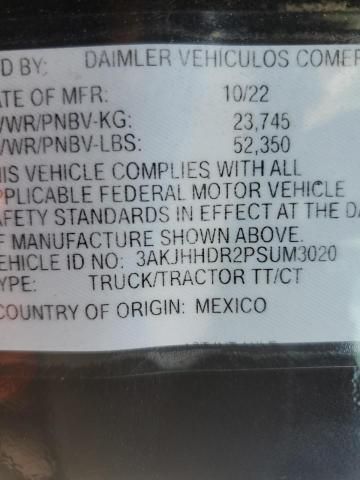 D BY: DAIMLER VEHICULOS COMER
ATE OF MFR: 10/22
VWR/PNBV-KG: 23,745
VWR/PNBV-LBS: 52,350
HIS VEHICLE COMPLIES WITH ALL
PPLICABLE FEDERAL MOTOR VEHICLE
AFETY STANDARDS IN EFFECT AT THE DA
F MANUFACTURE SHOWN ABOVE.
EHICLE ID NO: 3AKJHHDR2PSUM3020
YPE: TRUCK/TRACTOR TT/CT
COUNTRY OF ORIGIN: MEXICO